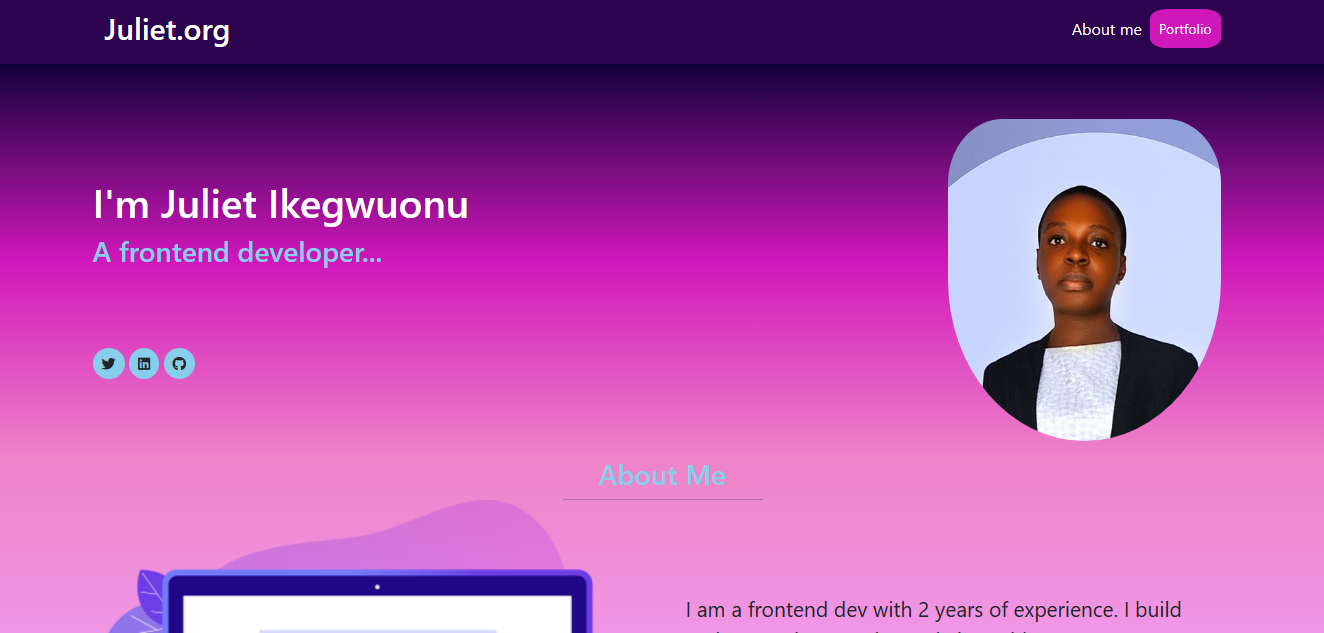 Juliet.org
About me
Portfolio
I'm Juliet Ikegwuonu
A frontend developer...
About Me
I am a frontend dev with 2 years of experience. I build